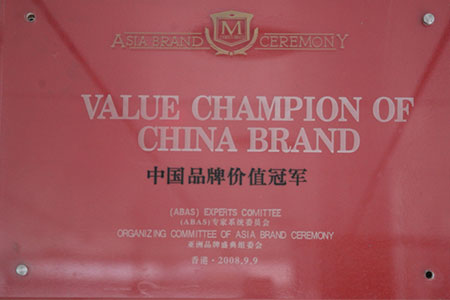 ASIA BRAND M CEREMONY
VALUE CHAMPION OF
CHINA BRAND
中国品牌价值冠军
(ABAS) EXPERTS COMITTEE
(ABAS)专家系统委员会
ORGANIZING COMMITTEE OF ASIA BRAND CEREMONY
亚洲品牌盛典组委会
香港·2008.9.9